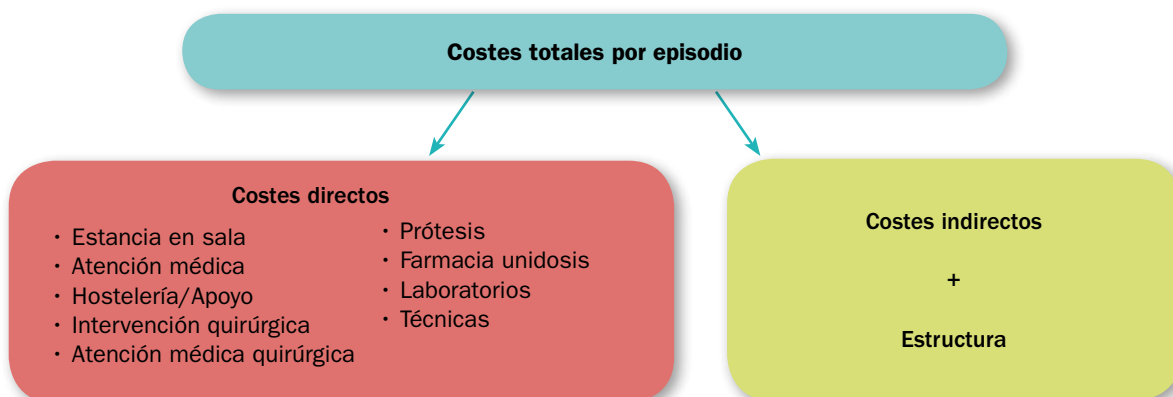 Costes totales por episodio
Costes directos
· Estancia en sala
· Atención médica
· Hostelería/Apoyo
· Intervención quirúrgica
· Atención médica quirúrgica
· Prótesis
· Farmacia unidosis
· Laboratorios
· Técnicas
Costes indirectos
+
Estructura